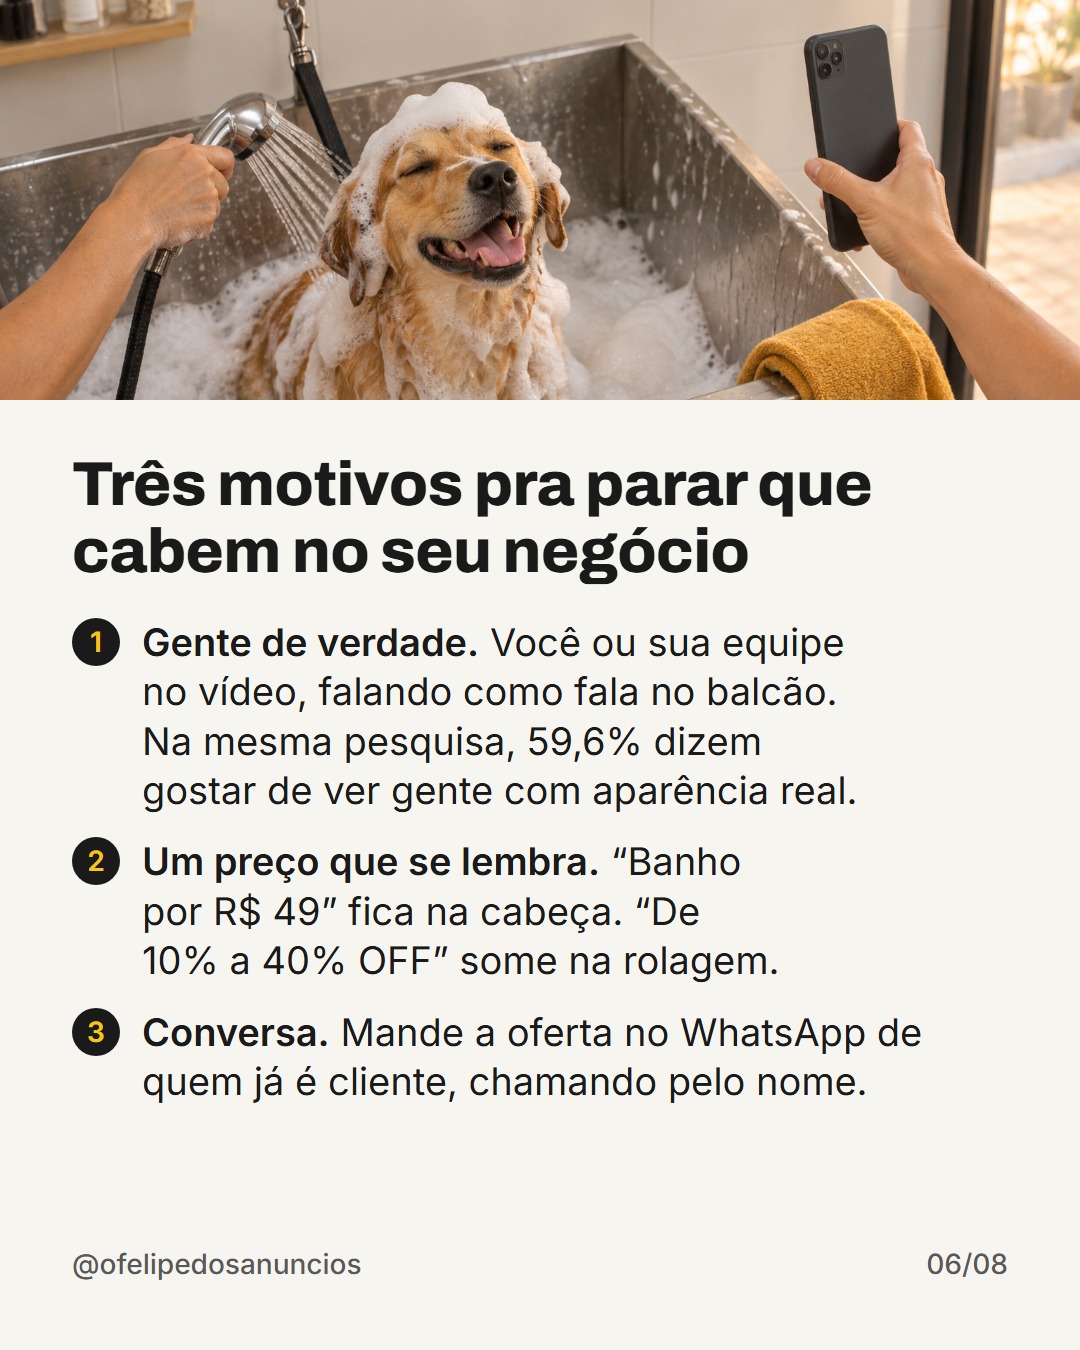 Três motivos pra parar que
cabem no seu negócio
1 Gente de verdade. Você ou sua equipe
no vídeo, falando como fala no balcão.
Na mesma pesquisa, 59,6% dizem
gostar de ver gente com aparência real.
2 Um preço que se lembra. “Banho
por R$ 49” fica na cabeça. “De
10% a 40% OFF” some na rolagem.
3 Conversa. Mande a oferta no WhatsApp de
quem já é cliente, chamando pelo nome.
@ofelipedosanuncios
06/08